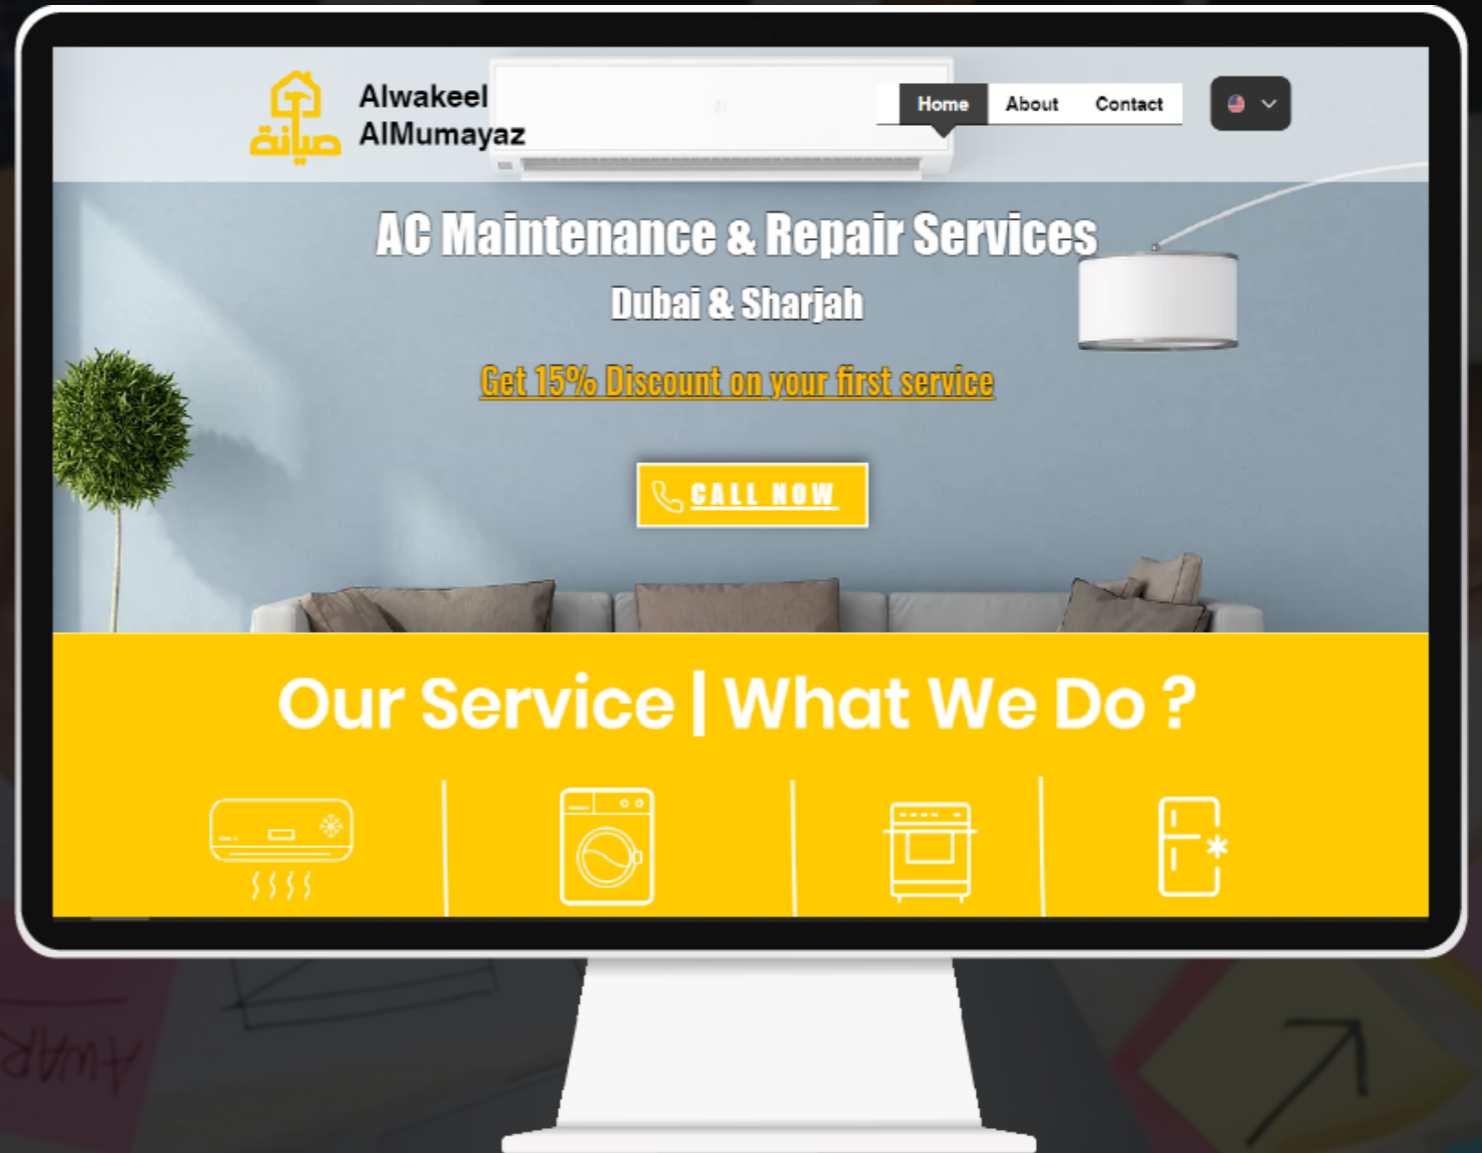 Alwakeel
AlMumayaz
صيانة
Home About Contact
AC Maintenance & Repair Services
Dubai & Sharjah
Get 15% Discount on your first service
CALL NOW
Our Service | What We Do ?